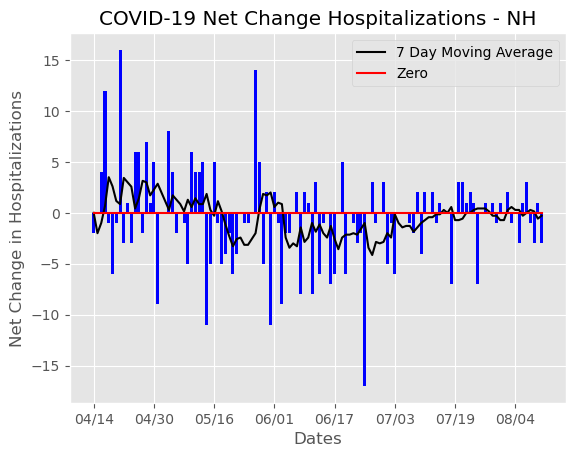 COVID-19 Net Change Hospitalizations - NH
7 Day Moving Average
Zero
Net Change in Hospitalizations
15
10
5
0
−5
−10
−15
04/14 04/30 05/16 06/01 06/17 07/03 07/19 08/04
Dates